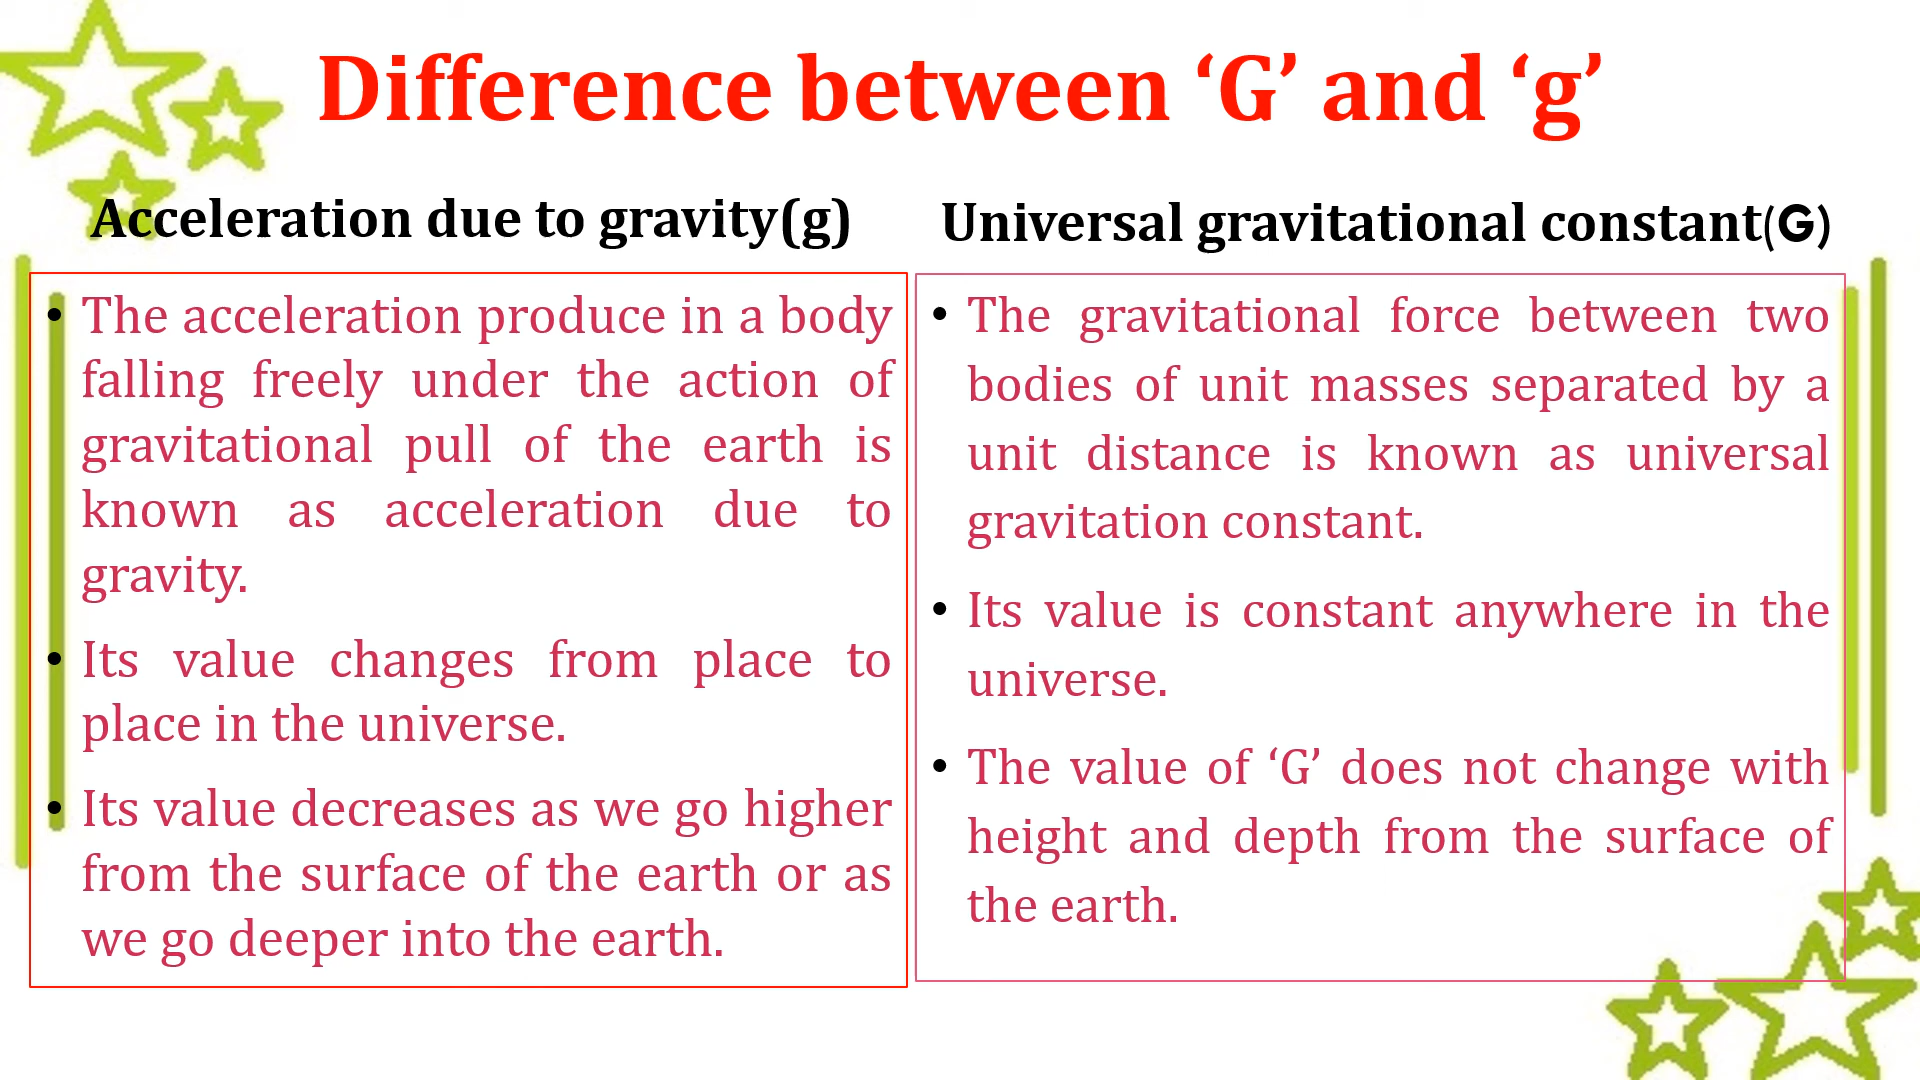 Difference between ‘G’ and ‘g’
Acceleration due to gravity(g)
• The acceleration produce in a body
falling freely under the action of
gravitational pull of the earth is
known as acceleration due to
gravity.
• Its value changes from place to
place in the universe.
• Its value decreases as we go higher
from the surface of the earth or as
we go deeper into the earth.
Universal gravitational constant(G)
• The gravitational force between two
bodies of unit masses separated by a
unit distance is known as universal
gravitation constant.
• Its value is constant anywhere in the
universe.
• The value of ‘G’ does not change with
height and depth from the surface of
the earth.